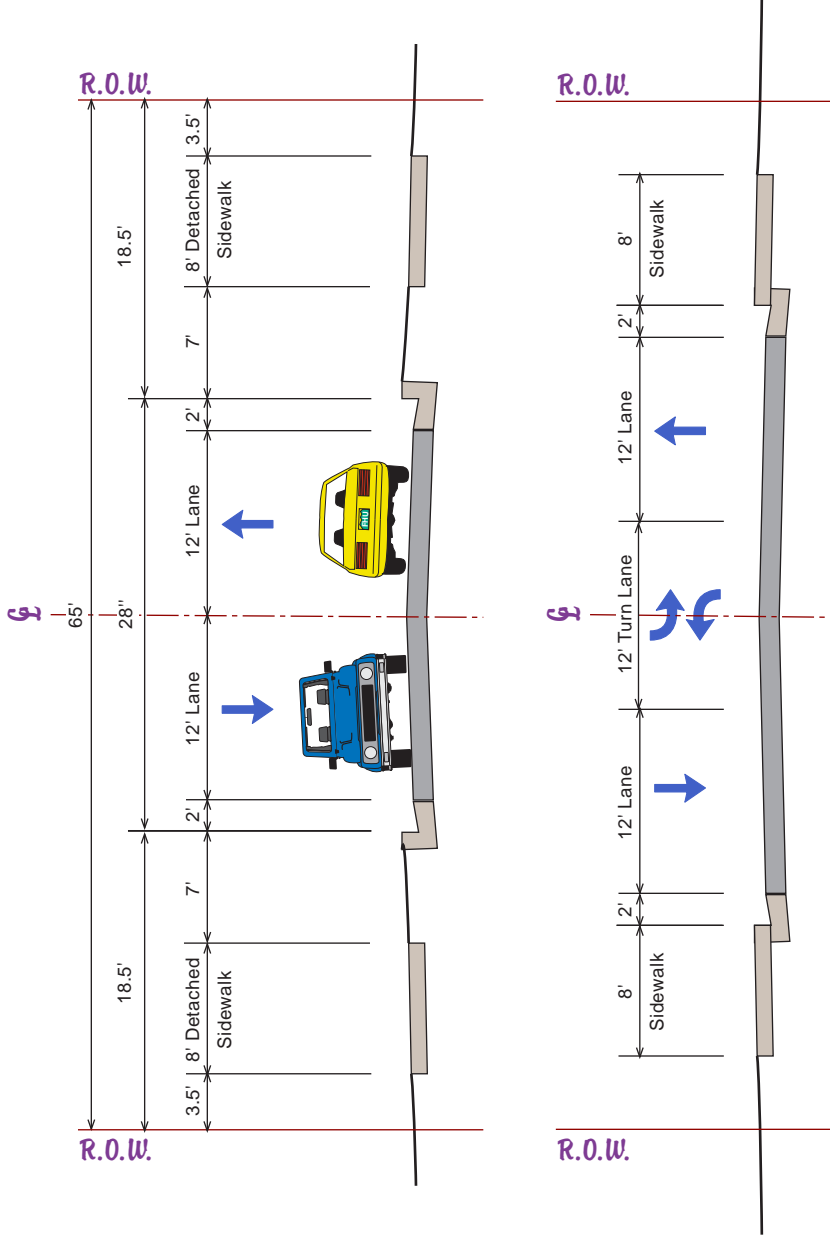 ℄
R.O.W.
R.O.W.
65'
18.5'
28"
18.5'
3.5'
8' Detached
Sidewalk
7'
2'
12' Lane
12' Lane
2'
7'
8' Detached
Sidewalk
3.5'
℄
R.O.W.
R.O.W.
8'
Sidewalk
2'
12' Lane
12' Turn Lane
12' Lane
2'
8'
Sidewalk